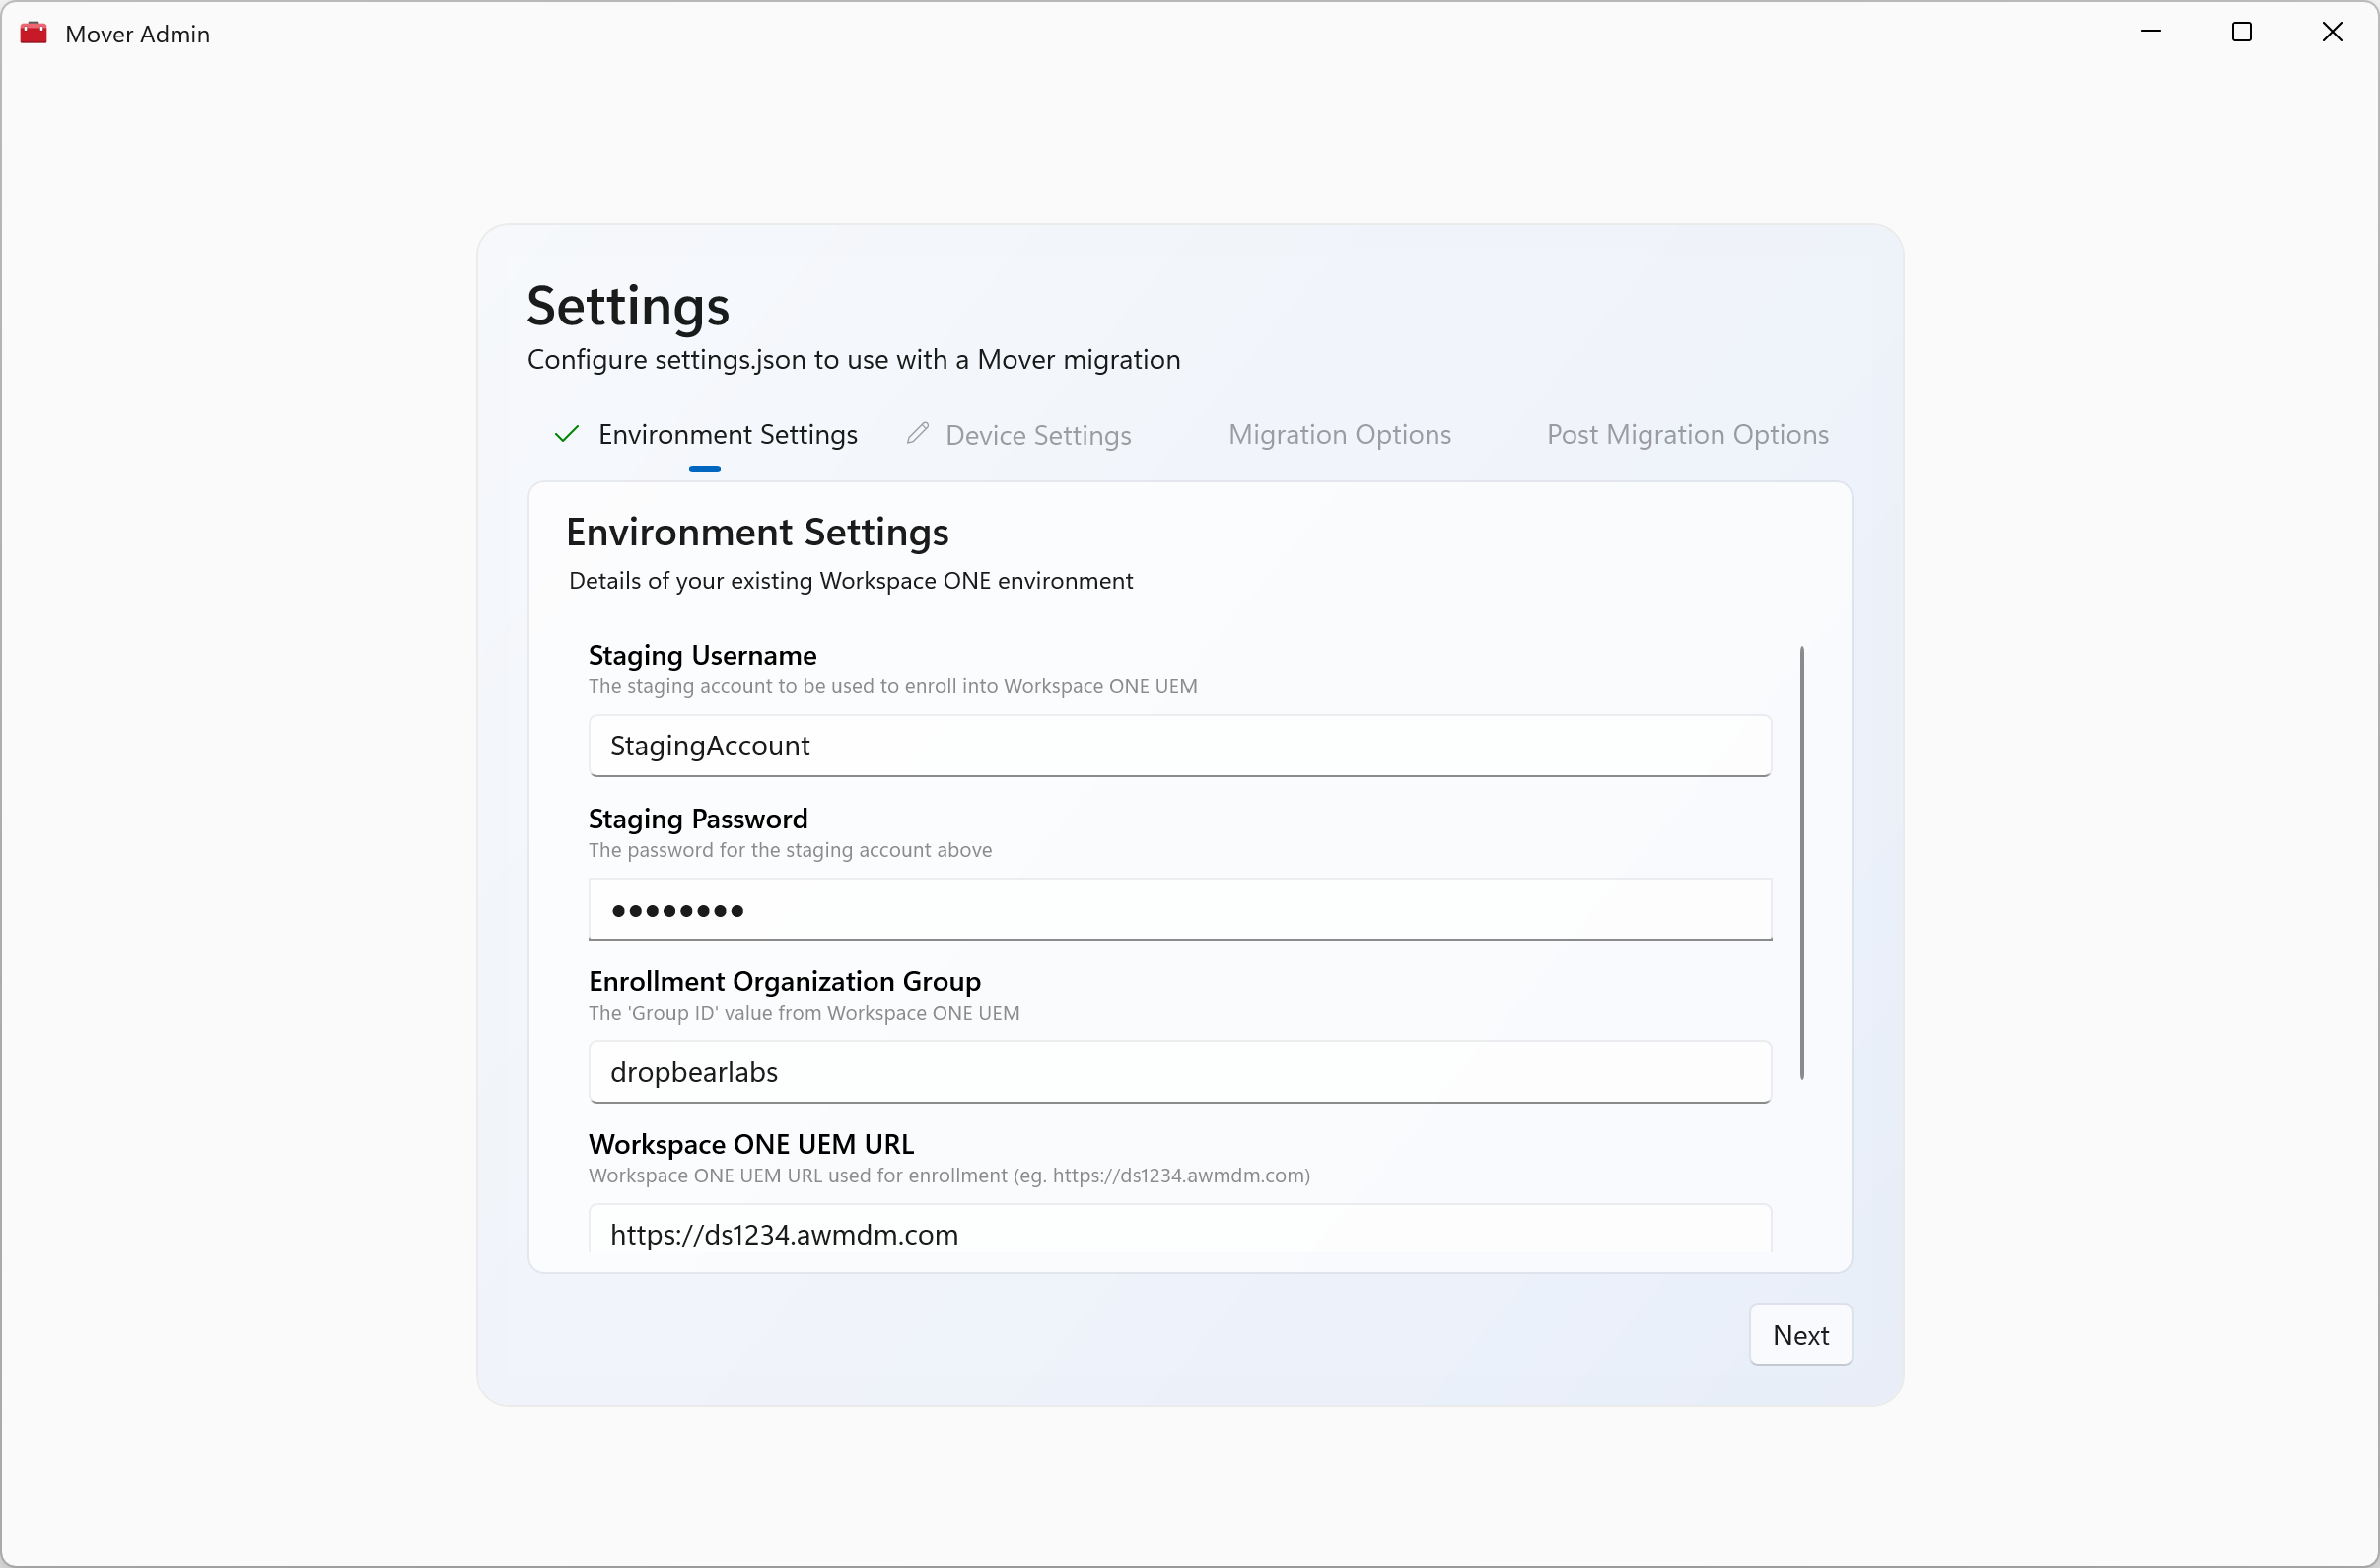 Mover Admin
Settings
Configure settings.json to use with a Mover migration
Environment Settings
Device Settings
Migration Options
Post Migration Options
Environment Settings
Details of your existing Workspace ONE environment
Staging Username
The staging account to be used to enroll into Workspace ONE UEM
StagingAccount
Staging Password
The password for the staging account above
●●●●●●●●
Enrollment Organization Group
The 'Group ID' value from Workspace ONE UEM
dropbearlabs
Workspace ONE UEM URL
Workspace ONE UEM URL used for enrollment (eg. https://ds1234.awmdm.com)
https://ds1234.awmdm.com
Next